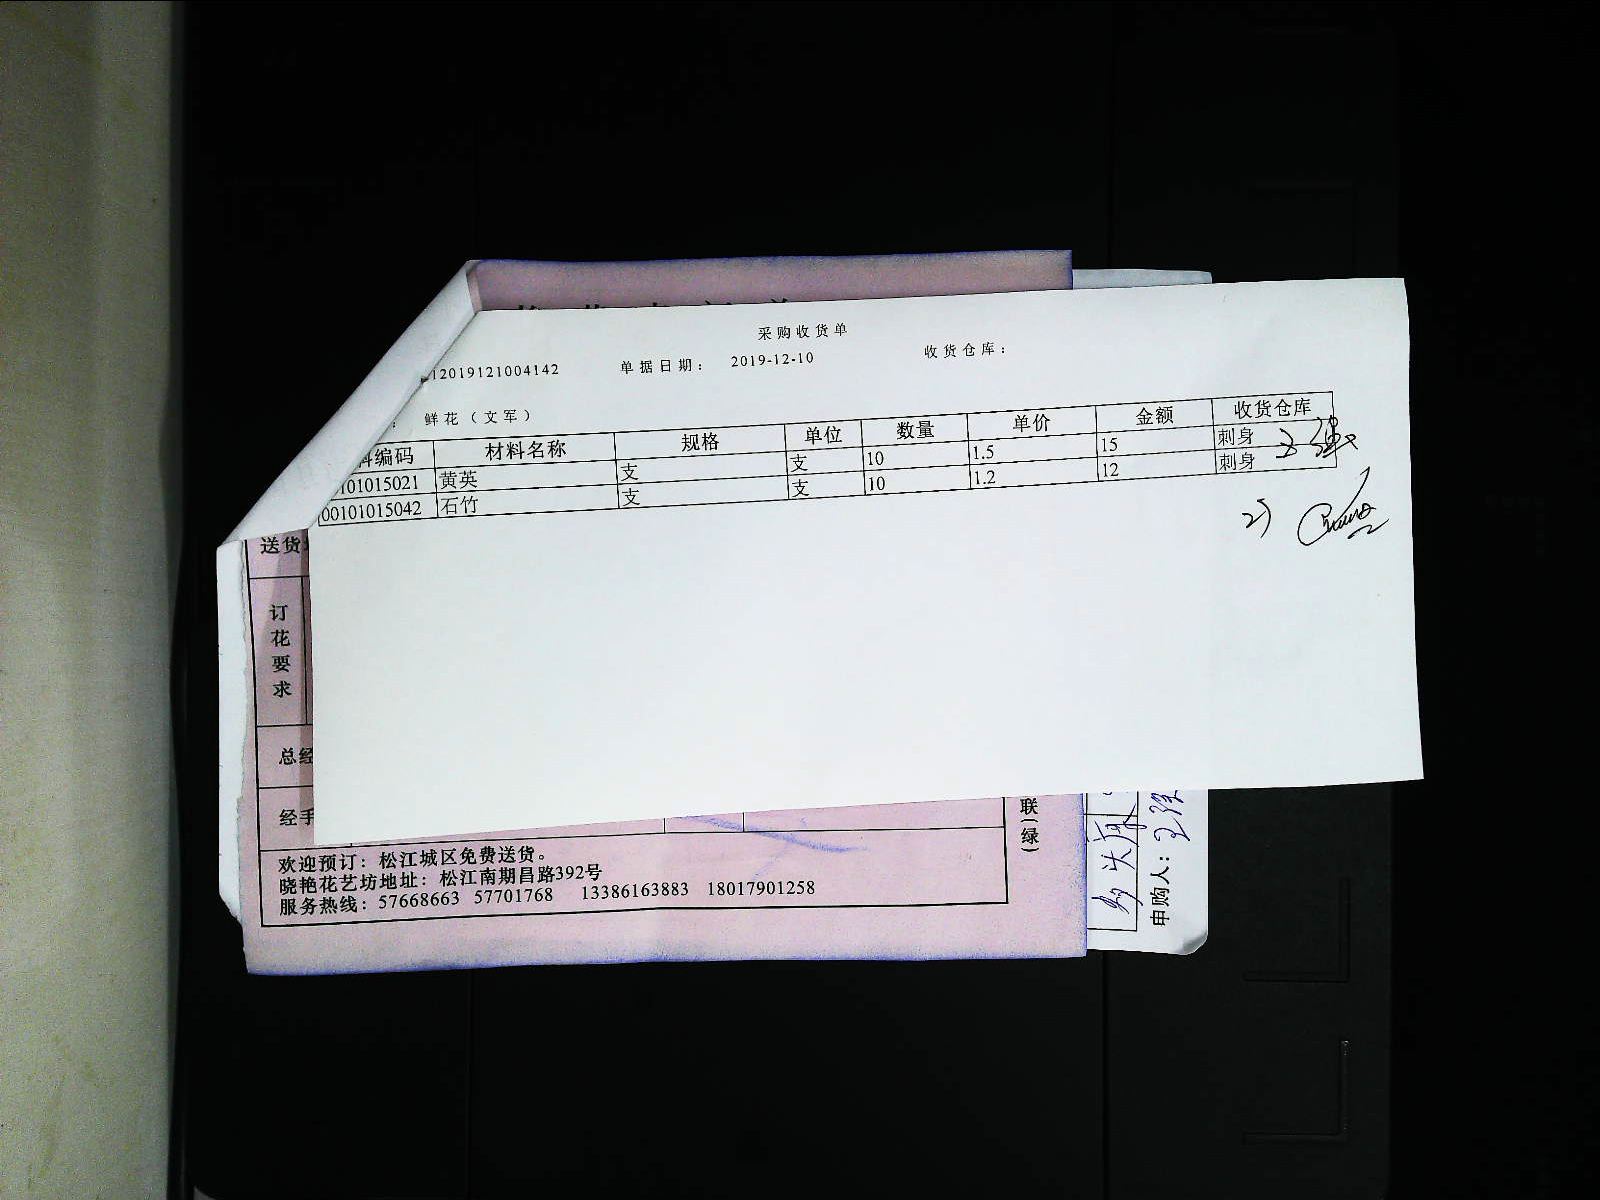 采购收货单
12019121004142 单据日期： 2019-12-10 收货仓库：
： 鲜花（文军）
料编码 材料名称 规格 单位 数量 单价 金额 收货仓库
101015021 黄英 支 支 10 1.5 15 刺身
00101015042 石竹 支 支 10 1.2 12 刺身
送货
订花要求
总经
经手
联(绿)
欢迎预订：松江城区免费送货。
晓艳花艺坊地址：松江南期昌路392号
服务热线：57668663 57701768 13386163883 18017901258
申购人：